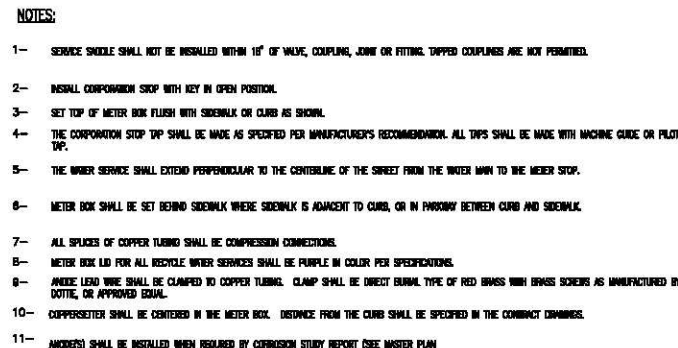 NOTES:
1— SERVICE SADDLE SHALL NOT BE INSTALLED WITHIN 18" OF VALVE, COUPLING, JOINT OR FITTING. TAPPED COUPLINGS ARE NOT PERMITTED.
2— INSTALL CORPORATION STOP WITH KEY IN OPEN POSITION.
3— SET TOP OF METER BOX FLUSH WITH SIDEWALK OR CURB AS SHOWN.
4— THE CORPORATION STOP TAP SHALL BE MADE AS SPECIFIED PER MANUFACTURER'S RECOMMENDATION. ALL TAPS SHALL BE MADE WITH MACHINE GUIDE OR PILOT
TAP.
5— THE WATER SERVICE SHALL EXTEND PERPENDICULAR TO THE CENTERLINE OF THE STREET FROM THE WATER MAIN TO THE METER STOP.
6— METER BOX SHALL BE SET BEHIND SIDEWALK WHERE SIDEWALK IS ADJACENT TO CURB, OR IN PARKWAY BETWEEN CURB AND SIDEWALK.
7— ALL SPLICES OF COPPER TUBING SHALL BE COMPRESSION CONNECTIONS.
8— METER BOX LID FOR ALL RECYCLE WATER SERVICES SHALL BE PURPLE IN COLOR PER SPECIFICATIONS.
9— ANODE LEAD WIRE SHALL BE CLAMPED TO COPPER TUBING. CLAMP SHALL BE DIRECT BURIAL TYPE OF RED BRASS WITH BRASS SCREWS AS MANUFACTURED BY
DOTTIE, OR APPROVED EQUAL.
10— COPPERSETTER SHALL BE CENTERED IN THE METER BOX. DISTANCE FROM THE CURB SHALL BE SPECIFIED IN THE CONTRACT DRAWINGS.
11— ANODE(S) SHALL BE INSTALLED WHEN REQUIRED BY CORROSION STUDY REPORT (SEE MASTER PLAN